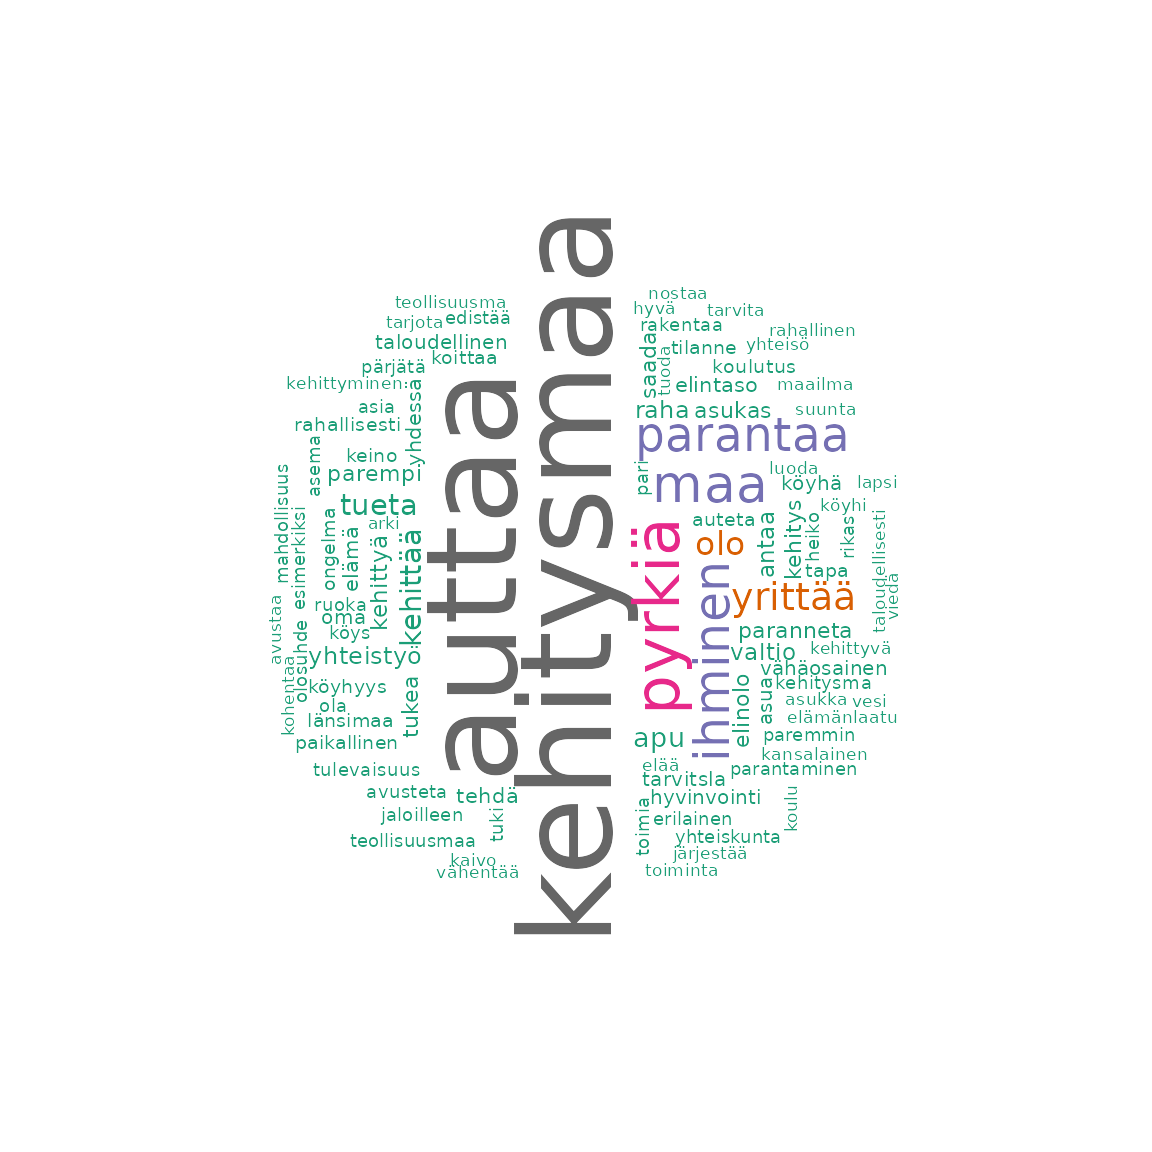 nostaa
teollisuusma
hyvä
tarvita
tarjota
edistää
rakentaa
rahallinen
taloudellinen
tilanne
yhteisö
koittaa
saadaa
tuoda
pärjätä
koulutus
kehittyminen
elintaso
maailma
asia
yhdessä
raha
asukas
suunta
rahallisesti
parantaa
keino
asema
parempi
pari
luoda
maa
köyhä
lapsi
mahdollisuus
tueta
köyhi
esimerkiksi
ongelma
arki
auteta
elämä
kehittyä
kehittää
auttaa
kehitysmaa
pyrkiä
olo
antaa
kehitys
heiko
rikas
taloudellisesti
tapa
viedä
ihminen
yrittää
avustaa
ruoka
oma
köys
paranneta
olosuhde
yhteistyö
valtio
kehittyvä
vähäosainen
kohentaa
köyhyys
tukea
elinolo
asua
kehitysma
ola
asukka
vesi
länsimaa
elämänlaatu
paikallinen
apu
paremmin
kansalainen
tulevaisuus
elää
parantaminen
tarvitsla
avusteta
tehdä
hyvinvointi
koulu
jaloilleen
tuki
toimia
erilainen
teollisuusmaa
yhteiskunta
järjestää
kaivo
vähentää
toiminta